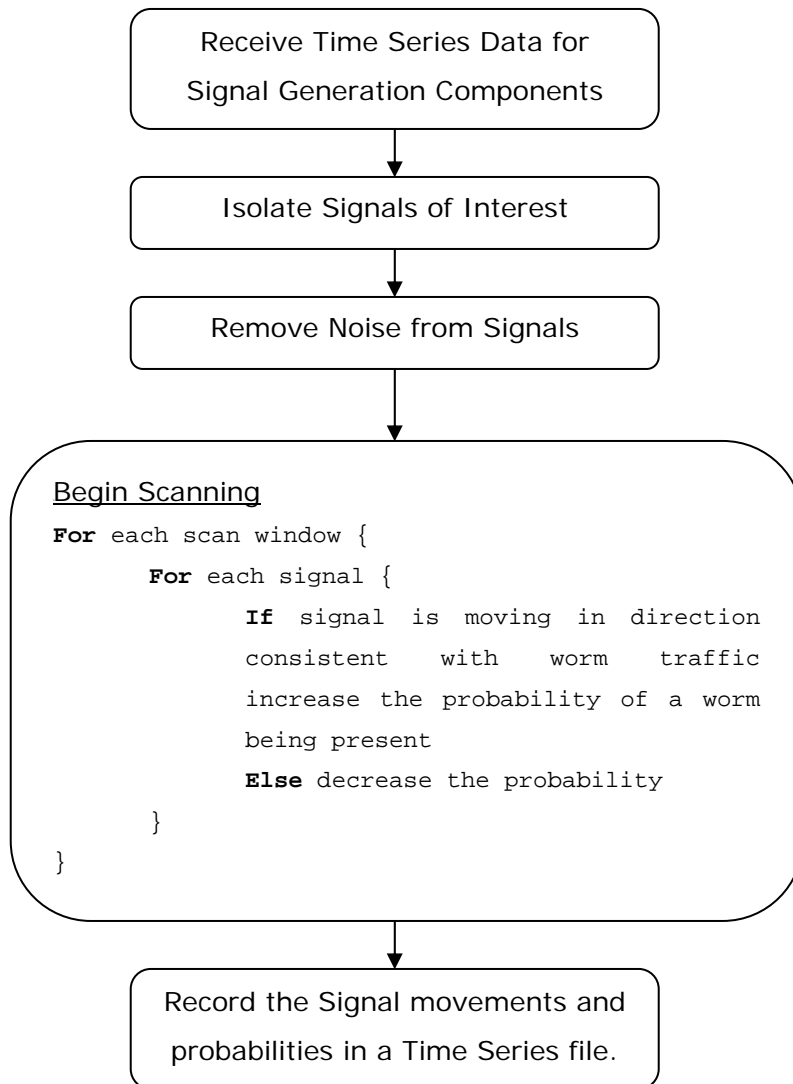 Receive Time Series Data for
Signal Generation Components
Isolate Signals of Interest
Remove Noise from Signals
Begin Scanning
For each scan window {
For each signal {
If signal is moving in direction
consistent with worm traffic
increase the probability of a worm
being present
Else decrease the probability
}
}
Record the Signal movements and
probabilities in a Time Series file.